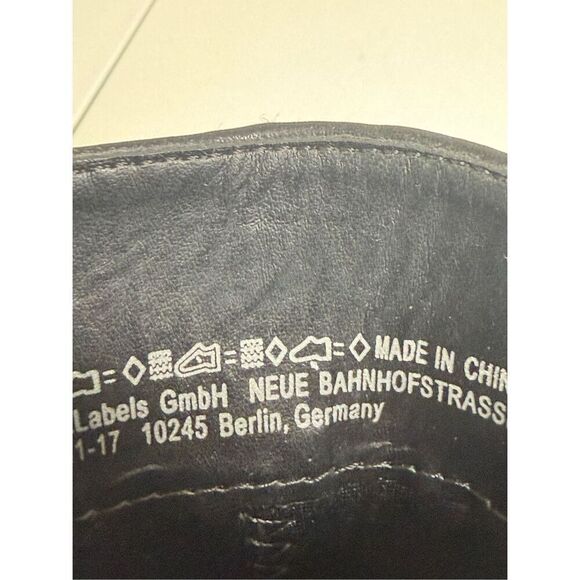 MADE IN CHIN
Labels GmbH NEUE BAHNHOFSTRASS
1-17 10245 Berlin, Germany